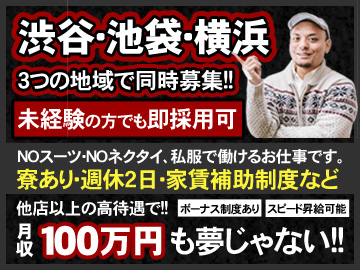 渋谷・池袋・横浜
3つの地域で同時募集!!
未経験の方でも即採用可
NOスーツ・NOネクタイ、私服で働けるお仕事です。
寮あり・週休2日・家賃補助制度など
他店以上の高待遇で!! ボーナス制度あり スピード昇給可能
月収100万円も夢じゃない!!